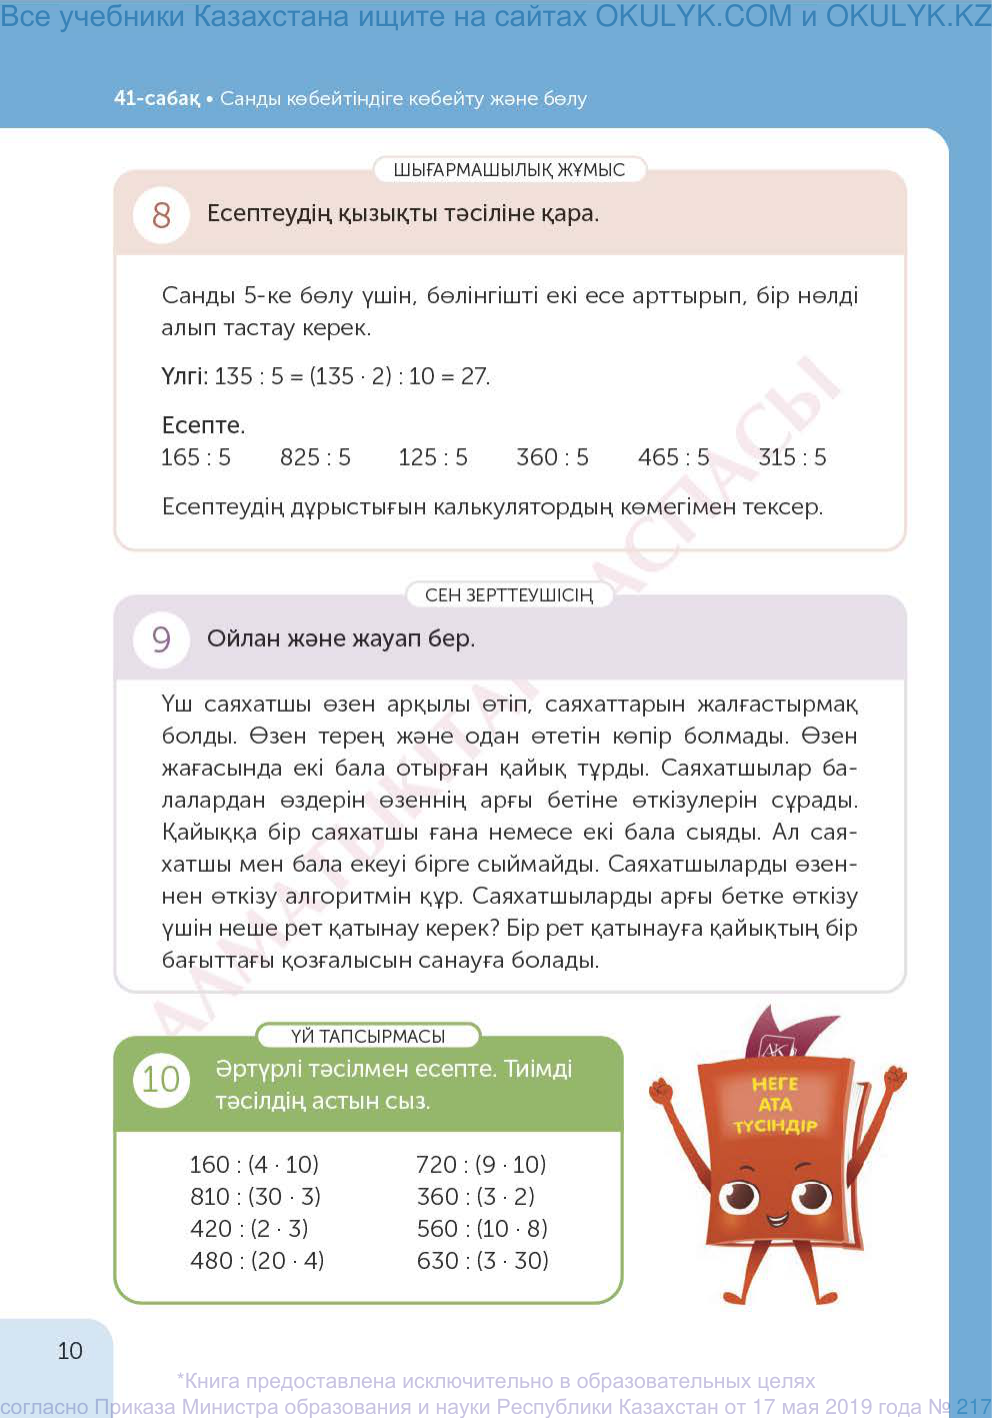 Все учебники Казахстана ищите на сайтах OKULYK.COM и OKULYK.KZ
41-сабақ • Санды көбейтіндіге көбейту және бөлу
ШЫҒАРМАШЫЛЫҚ ЖҰМЫС
8 Есептеудің қызықты тәсіліне қара.
Санды 5-ке бөлу үшін, бөлінгішті екі есе арттырып, бір нөлді
алып тастау керек.
Үлгі: 135 : 5 = (135 · 2) : 10 = 27.
Есепте.
165 : 5 825 : 5 125 : 5 360 : 5 465 : 5 315 : 5
Есептеудің дұрыстығын калькулятордың көмегімен тексер.
СЕН ЗЕРТТЕУШІСІҢ
9 Ойлан және жауап бер.
Үш саяхатшы өзен арқылы өтіп, саяхаттарын жалғастырмақ
болды. Өзен терең және одан өтетін көпір болмады. Өзен
жағасында екі бала отырған қайық тұрды. Саяхатшылар ба-
лалардан өздерін өзеннің арғы бетіне өткізулерін сұрады.
Қайыққа бір саяхатшы ғана немесе екі бала сыяды. Ал сая-
хатшы мен бала екеуі бірге сыймайды. Саяхатшыларды өзен-
нен өткізу алгоритмін құр. Саяхатшыларды арғы бетке өткізу
үшін неше рет қатынау керек? Бір рет қатынауға қайықтың бір
бағыттағы қозғалысын санауға болады.
ҮЙ ТАПСЫРМАСЫ
10 Әртүрлі тәсілмен есепте. Тиімді
тәсілдің астын сыз.
160 : (4 · 10) 720 : (9 · 10)
810 : (30 · 3) 360 : (3 · 2)
420 : (2 · 3) 560 : (10 · 8)
480 : (20 · 4) 630 : (3 · 30)
АК
НЕГЕ
АТА
ТҮСІНДІР
АЛМАТЫКІТАП БАСПАСЫ
10
*Книга предоставлена исключительно в образовательных целях
согласно Приказа Министра образования и науки Республики Казахстан от 17 мая 2019 года № 217